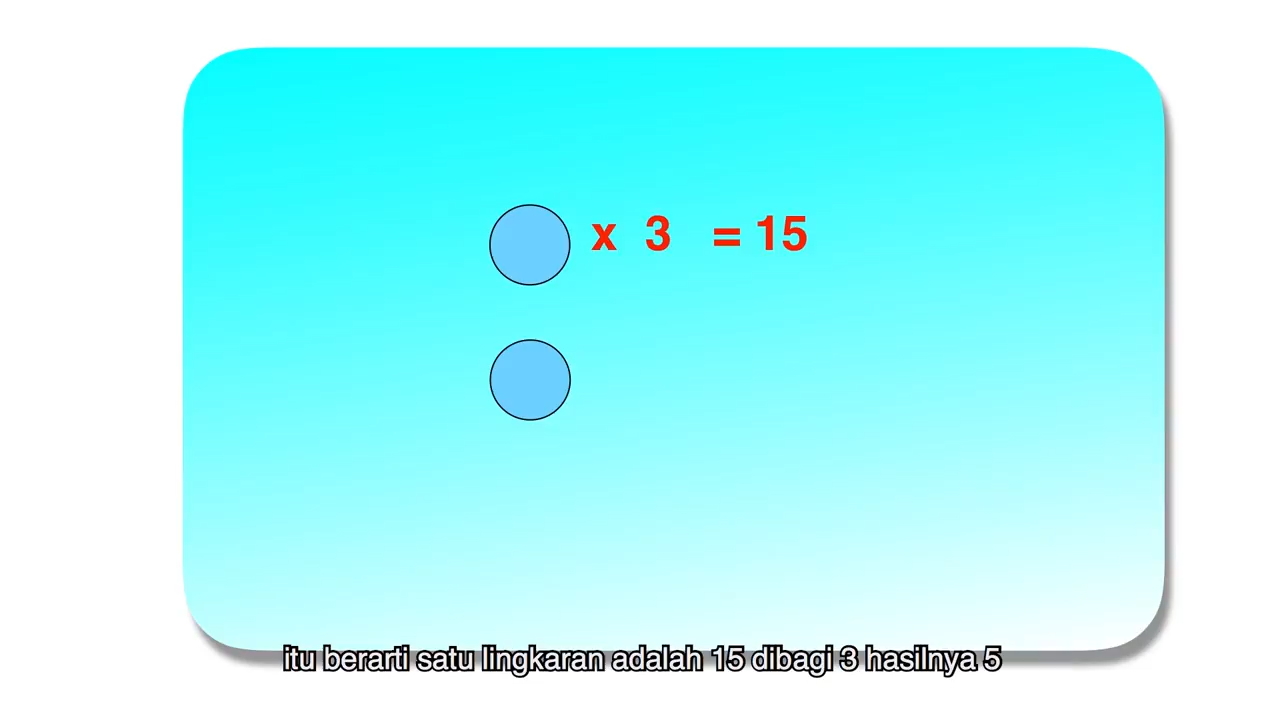 x 3 = 15
itu berarti satu lingkaran adalah 15 dibagi 3 hasilnya 5